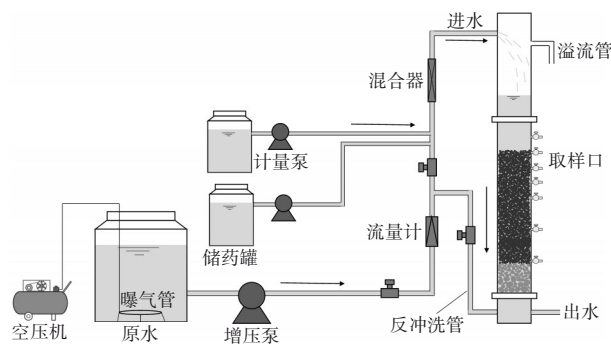 进水
溢流管
混合器
计量泵
取样口
储药罐
流量计
曝气管
空压机
原水
增压泵
反冲洗管
出水